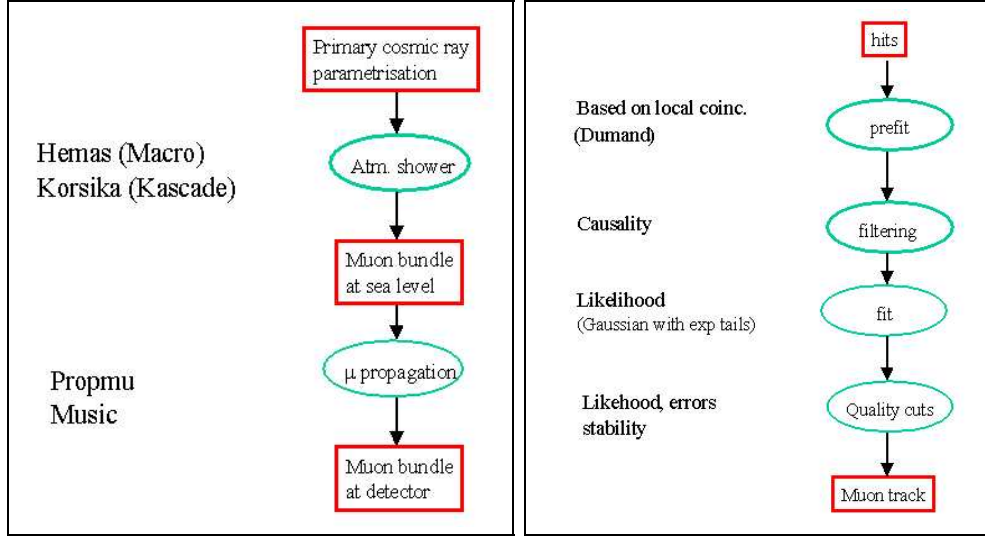 Primary cosmic ray
parametrisation
Hemas (Macro)
Korsika (Kascade)
Atm. shower
Muon bundle
at sea level
μ propagation
Propmu
Music
Muon bundle
at detector
hits
Based on local coinc.
(Dumand)
prefit
Causality
filtering
Likelihood
(Gaussian with exp tails)
fit
Likehood, errors
stability
Quality cuts
Muon track